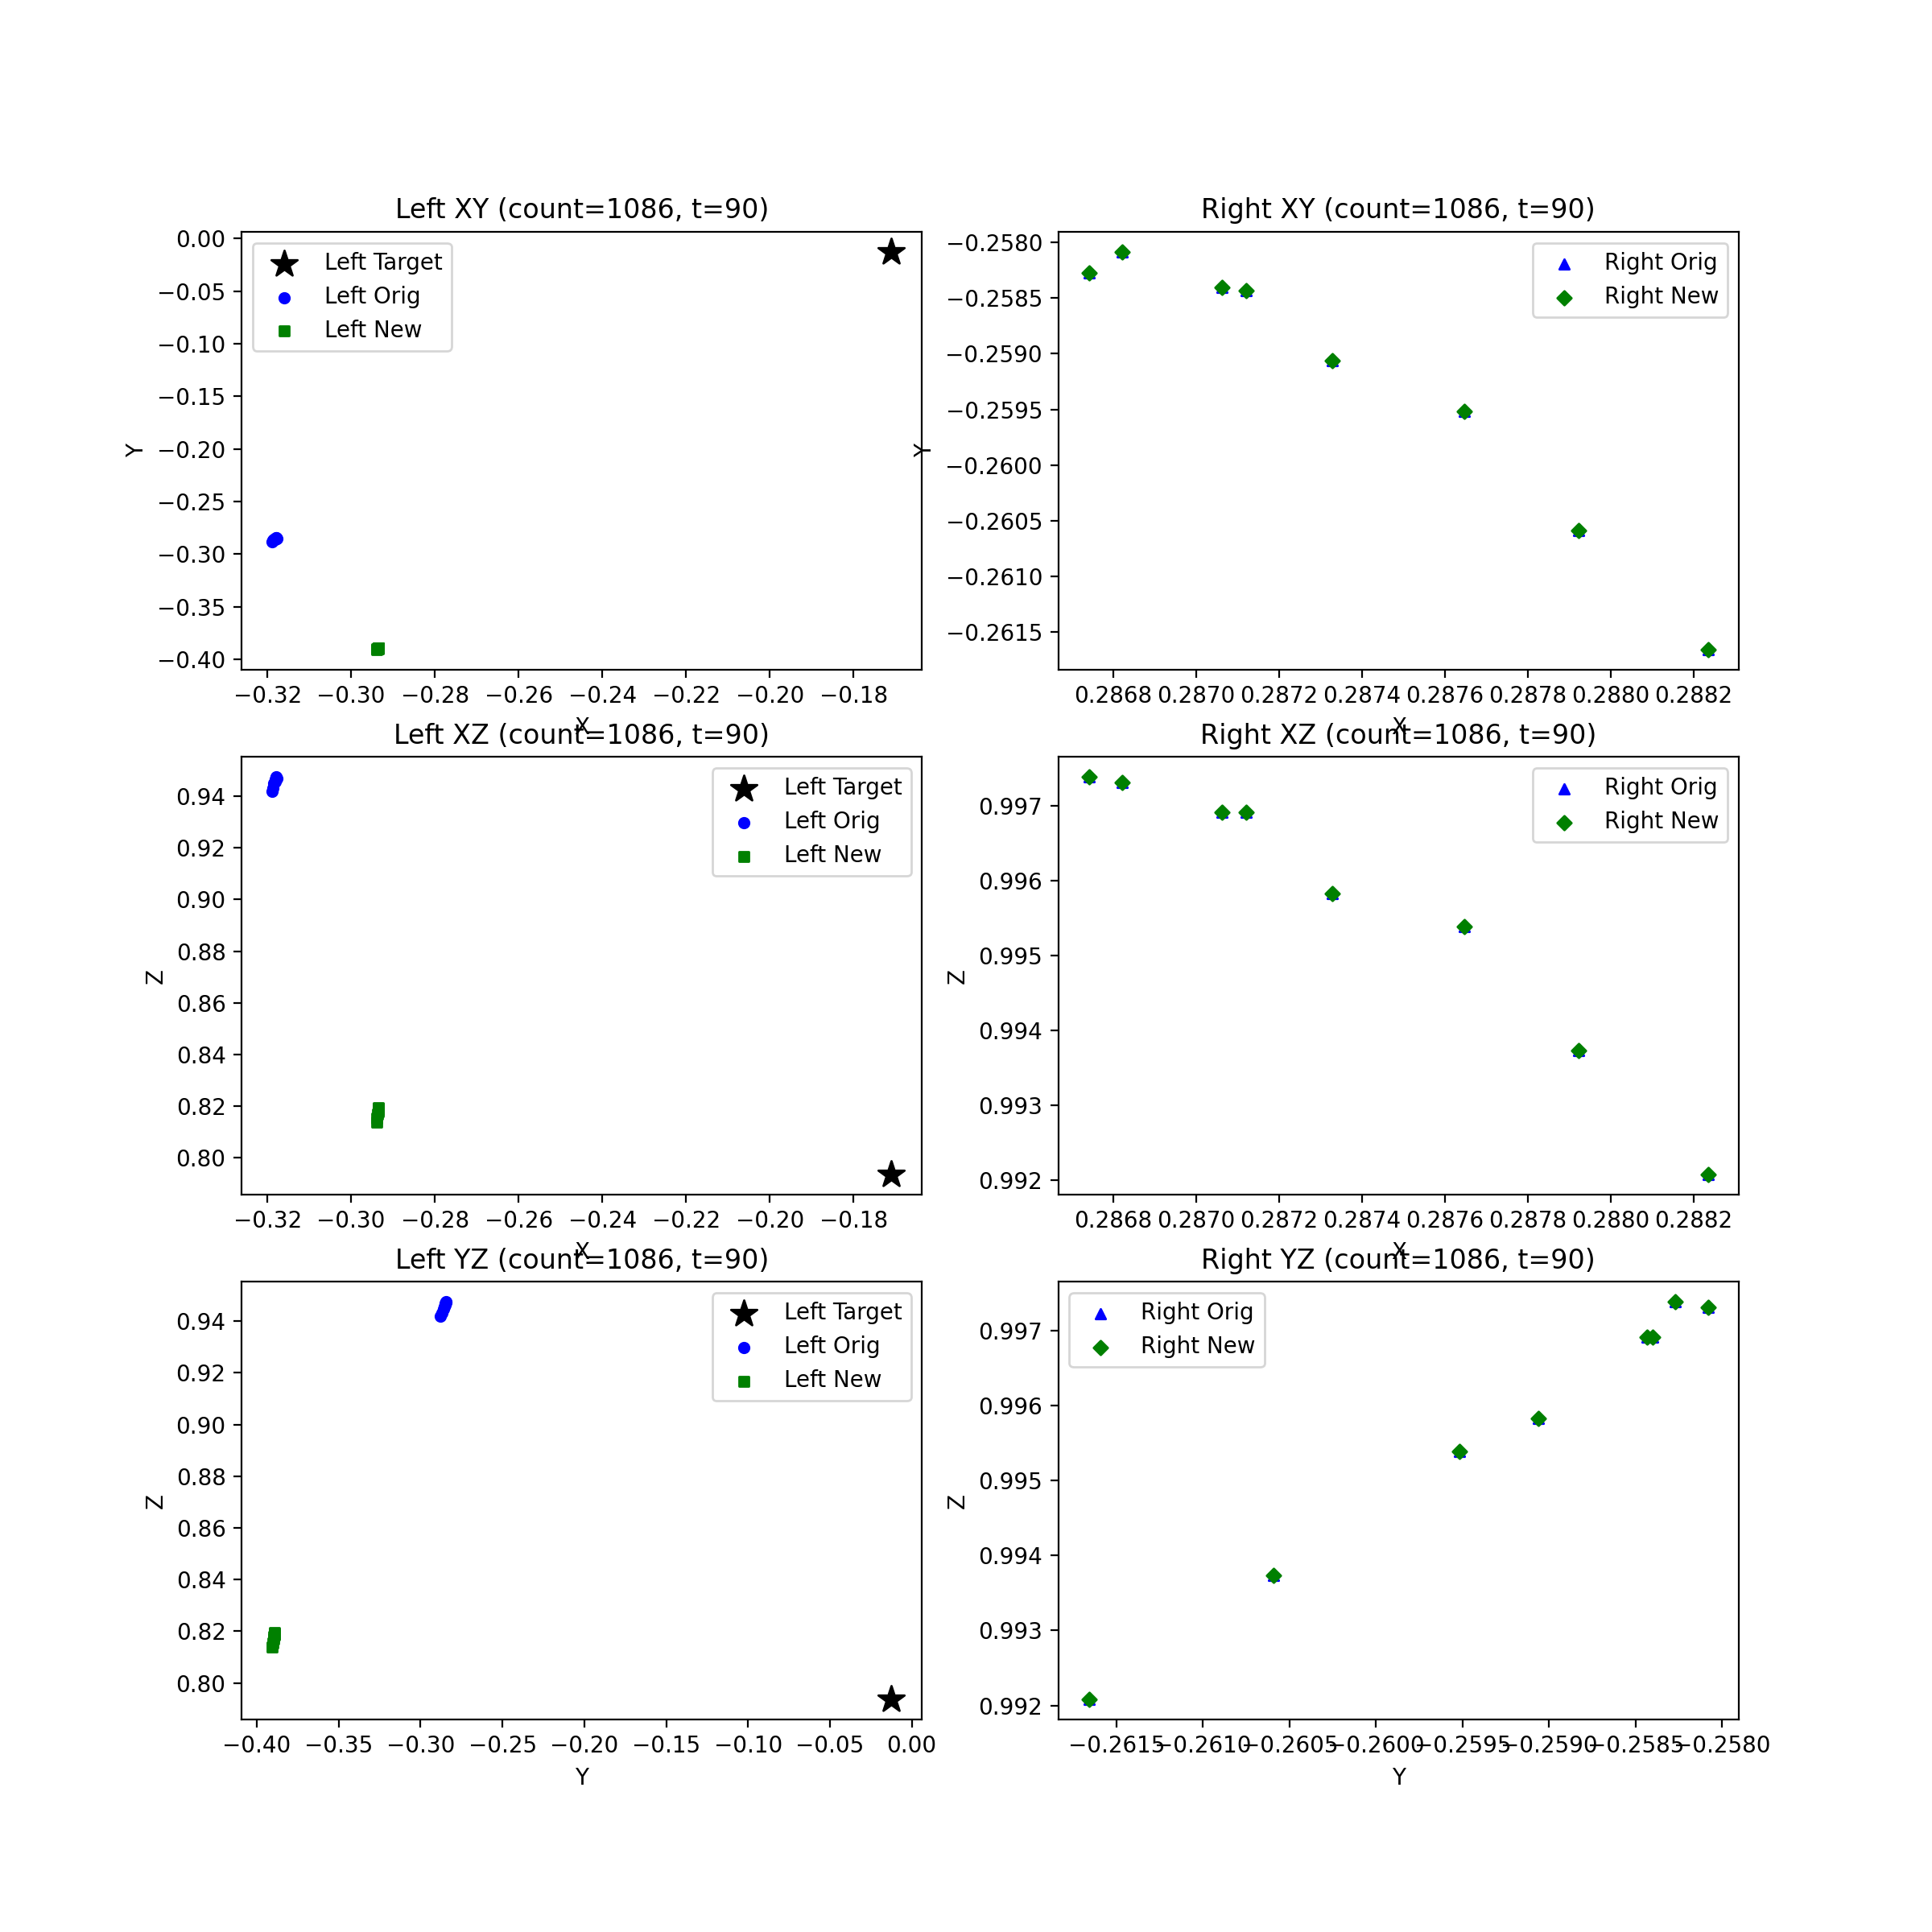 Left XY (count=1086, t=90)
0.00
−0.05
−0.10
−0.15
−0.20
−0.25
−0.30
−0.35
−0.40
Y
Left Target
Left Orig
Left New
−0.32 −0.30 −0.28 −0.26 −0.24 −0.22 −0.20 −0.18
X
Right XY (count=1086, t=90)
−0.2580
−0.2585
−0.2590
−0.2595
−0.2600
−0.2605
−0.2610
−0.2615
Y
Right Orig
Right New
0.2868 0.2870 0.2872 0.2874 0.2876 0.2878 0.2880 0.2882
X
Left XZ (count=1086, t=90)
0.94
0.92
0.90
0.88
0.86
0.84
0.82
0.80
Z
Left Target
Left Orig
Left New
−0.32 −0.30 −0.28 −0.26 −0.24 −0.22 −0.20 −0.18
X
Right XZ (count=1086, t=90)
0.997
0.996
0.995
0.994
0.993
0.992
Z
Right Orig
Right New
0.2868 0.2870 0.2872 0.2874 0.2876 0.2878 0.2880 0.2882
X
Left YZ (count=1086, t=90)
0.94
0.92
0.90
0.88
0.86
0.84
0.82
0.80
Z
Left Target
Left Orig
Left New
−0.40 −0.35 −0.30 −0.25 −0.20 −0.15 −0.10 −0.05 0.00
Y
Right YZ (count=1086, t=90)
0.997
0.996
0.995
0.994
0.993
0.992
Z
Right Orig
Right New
−0.2615 −0.2610 −0.2605 −0.2600 −0.2595 −0.2590 −0.2585 −0.2580
Y